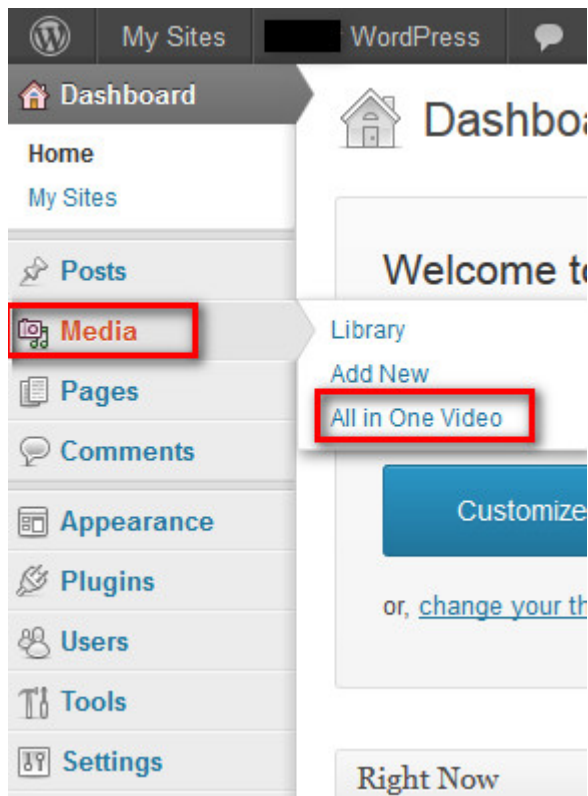 My Sites WordPress
Dashboard
Home
My Sites
Posts
Media
Pages
Comments
Appearance
Plugins
Users
Tools
Settings
Dashboa
Welcome to
Library
Add New
All in One Video
Customize
or, change your th
Right Now